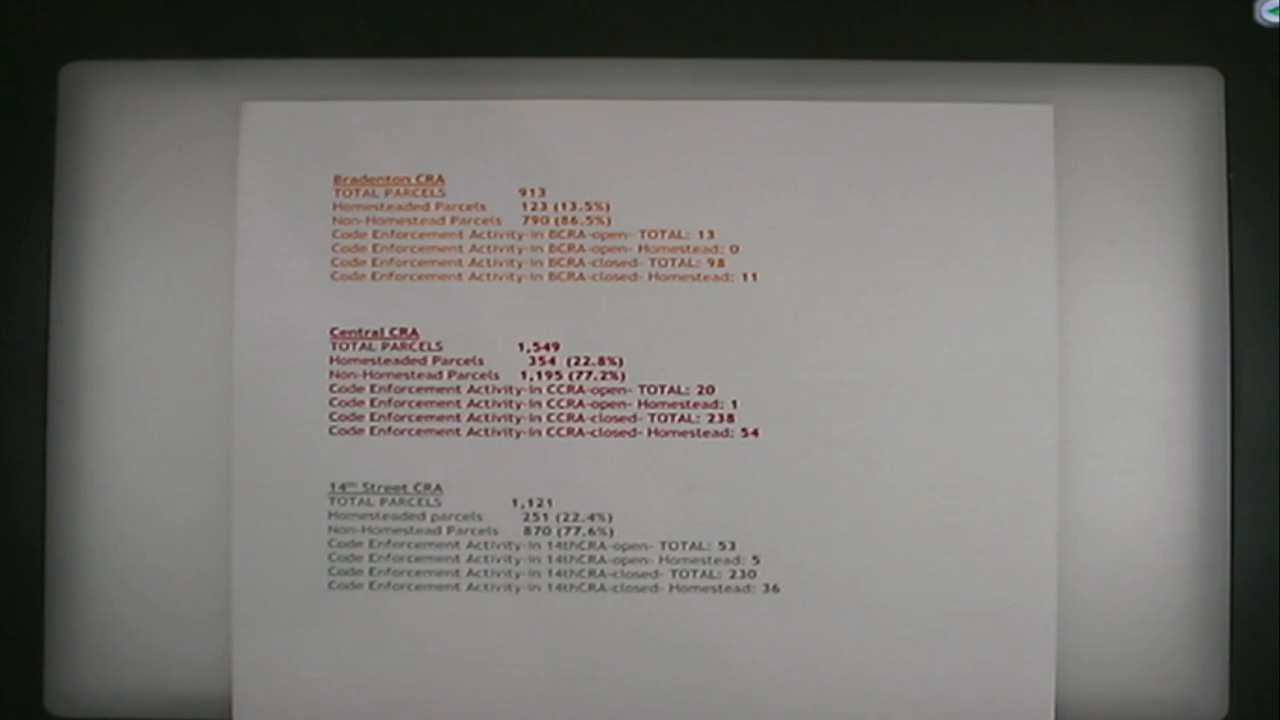 Bradenton CRA
TOTAL PARCELS 913
Homesteaded Parcels 123 (13.5%)
Non-Homestead Parcels 790 (86.5%)
Code Enforcement Activity-in BCRA-open- TOTAL: 13
Code Enforcement Activity-in BCRA-open- Homestead: 0
Code Enforcement Activity-in BCRA-closed- TOTAL: 98
Code Enforcement Activity-in BCRA-closed- Homestead: 11
Central CRA
TOTAL PARCELS 1,549
Homesteaded Parcels 354 (22.8%)
Non-Homestead Parcels 1,195 (77.2%)
Code Enforcement Activity-in CCRA-open- TOTAL: 20
Code Enforcement Activity-in CCRA-open- Homestead: 1
Code Enforcement Activity-in CCRA-closed- TOTAL: 238
Code Enforcement Activity-in CCRA-closed- Homestead: 54
14th Street CRA
TOTAL PARCELS 1,121
Homesteaded parcels 251 (22.4%)
Non-Homestead Parcels 870 (77.6%)
Code Enforcement Activity-in 14thCRA-open- TOTAL: 53
Code Enforcement Activity-in 14thCRA-open- Homestead: 5
Code Enforcement Activity-in 14thCRA-closed- TOTAL: 230
Code Enforcement Activity-in 14thCRA-closed- Homestead: 36